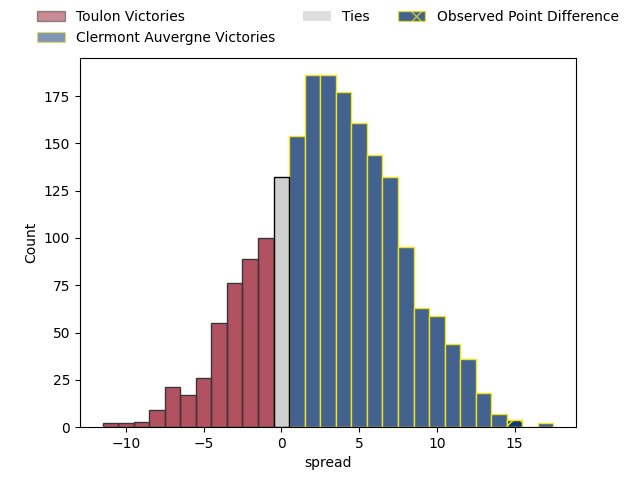 Toulon Victories
Clermont Auvergne Victories
Ties
Observed Point Difference
175
150
125
100
75
50
25
0
Count
−10
−5
0
5
10
15
spread